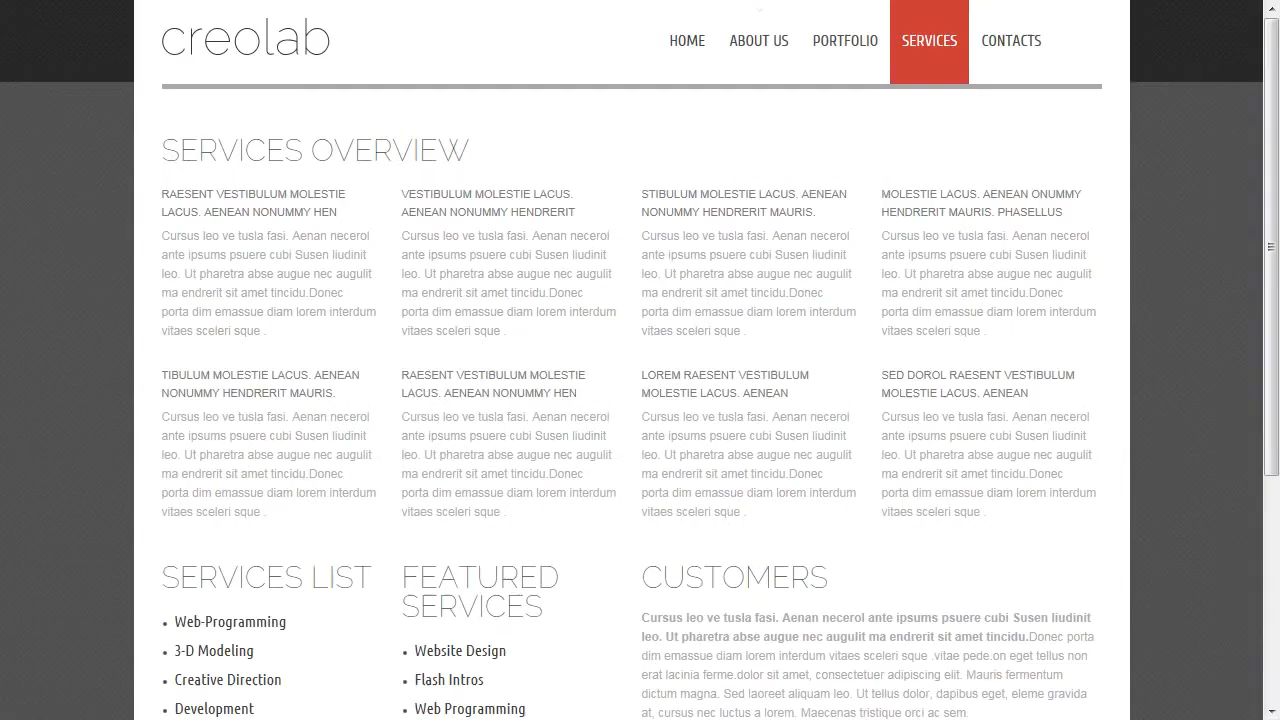 creolab
HOME ABOUT US PORTFOLIO SERVICES CONTACTS
SERVICES OVERVIEW
RAESENT VESTIBULUM MOLESTIE
LACUS. AENEAN NONUMMY HEN
Cursus leo ve tusla fasi. Aenan necerol
ante ipsums psuere cubi Susen liudinit
leo. Ut pharetra abse augue nec augulit
ma endrerit sit amet tincidu.Donec
porta dim emassue diam lorem interdum
vitaes sceleri sque .
VESTIBULUM MOLESTIE LACUS.
AENEAN NONUMMY HENDRERIT
Cursus leo ve tusla fasi. Aenan necerol
ante ipsums psuere cubi Susen liudinit
leo. Ut pharetra abse augue nec augulit
ma endrerit sit amet tincidu.Donec
porta dim emassue diam lorem interdum
vitaes sceleri sque .
STIBULUM MOLESTIE LACUS. AENEAN
NONUMMY HENDRERIT MAURIS.
Cursus leo ve tusla fasi. Aenan necerol
ante ipsums psuere cubi Susen liudinit
leo. Ut pharetra abse augue nec augulit
ma endrerit sit amet tincidu.Donec
porta dim emassue diam lorem interdum
vitaes sceleri sque .
MOLESTIE LACUS. AENEAN ONUMMY
HENDRERIT MAURIS. PHASELLUS
Cursus leo ve tusla fasi. Aenan necerol
ante ipsums psuere cubi Susen liudinit
leo. Ut pharetra abse augue nec augulit
ma endrerit sit amet tincidu.Donec
porta dim emassue diam lorem interdum
vitaes sceleri sque .
TIBULUM MOLESTIE LACUS. AENEAN
NONUMMY HENDRERIT MAURIS.
Cursus leo ve tusla fasi. Aenan necerol
ante ipsums psuere cubi Susen liudinit
leo. Ut pharetra abse augue nec augulit
ma endrerit sit amet tincidu.Donec
porta dim emassue diam lorem interdum
vitaes sceleri sque .
RAESENT VESTIBULUM MOLESTIE
LACUS. AENEAN NONUMMY HEN
Cursus leo ve tusla fasi. Aenan necerol
ante ipsums psuere cubi Susen liudinit
leo. Ut pharetra abse augue nec augulit
ma endrerit sit amet tincidu.Donec
porta dim emassue diam lorem interdum
vitaes sceleri sque .
LOREM RAESENT VESTIBULUM
MOLESTIE LACUS. AENEAN
Cursus leo ve tusla fasi. Aenan necerol
ante ipsums psuere cubi Susen liudinit
leo. Ut pharetra abse augue nec augulit
ma endrerit sit amet tincidu.Donec
porta dim emassue diam lorem interdum
vitaes sceleri sque .
SED DOROL RAESENT VESTIBULUM
MOLESTIE LACUS. AENEAN
Cursus leo ve tusla fasi. Aenan necerol
ante ipsums psuere cubi Susen liudinit
leo. Ut pharetra abse augue nec augulit
ma endrerit sit amet tincidu.Donec
porta dim emassue diam lorem interdum
vitaes sceleri sque .
SERVICES LIST
Web-Programming
3-D Modeling
Creative Direction
Development
FEATURED
SERVICES
Website Design
Flash Intros
Web Programming
CUSTOMERS
Cursus leo ve tusla fasi. Aenan necerol ante ipsums psuere cubi Susen liudinit
leo. Ut pharetra abse augue nec augulit ma endrerit sit amet tincidu.Donec porta
dim emassue diam lorem interdum vitaes sceleri sque .vitae pede.on eget tellus non
erat lacinia ferme.dolor sit amet, consectetuer adipiscing elit. Mauris fermentum
dictum magna. Sed laoreet aliquam leo. Ut tellus dolor, dapibus eget, eleme gravida
at, cursus nec luctus a lorem. Maecenas tristique orci ac sem.